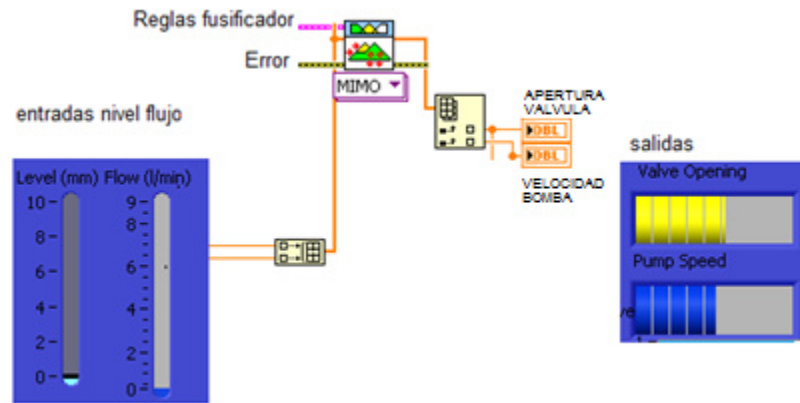 Reglas fusificador
Error
MIMO
entradas nivel flujo
APERTURA
VALVULA
DBL
DBL
VELOCIDAD
BOMBA
salidas
Level (mm) Flow (l/min)
10
8
6
4
2
0
9
8
6
4
2
0
Valve Opening
Pump Speed